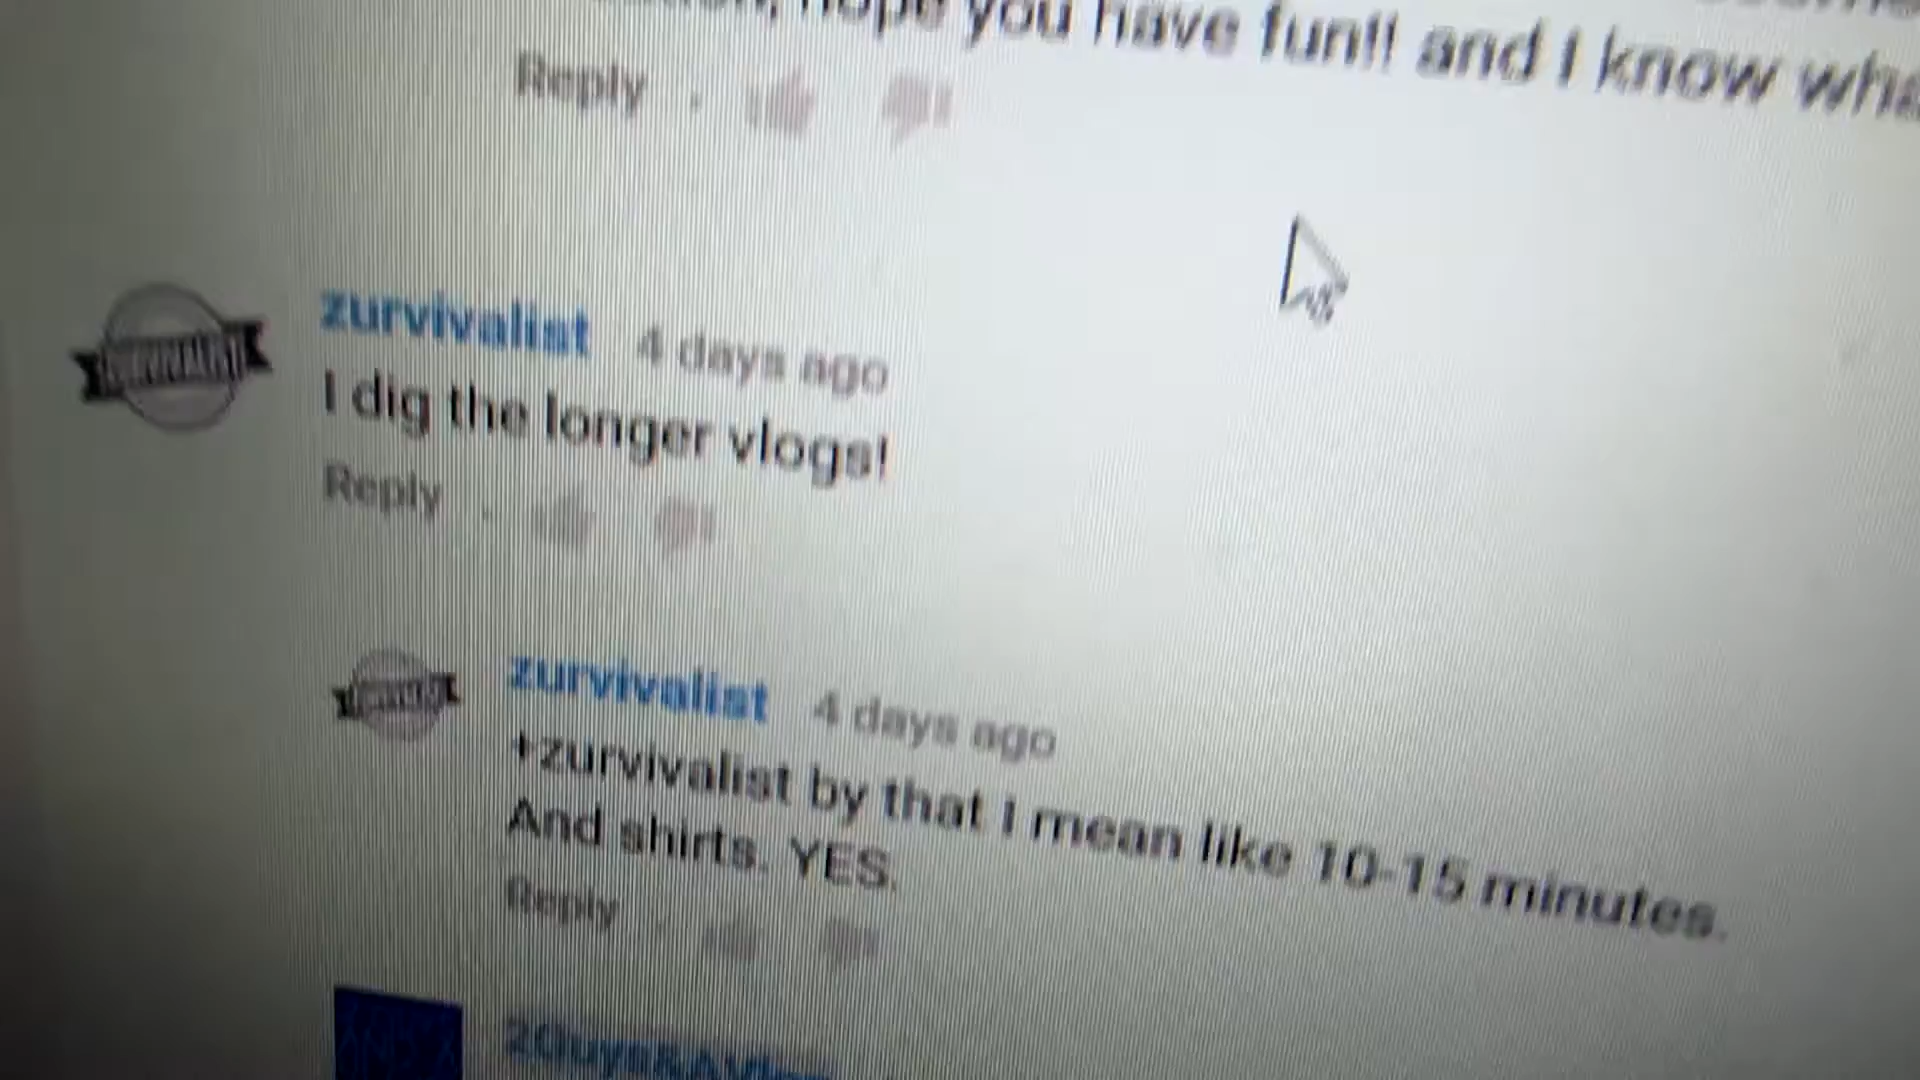 hope you have fun!! and I know
Reply
zurvivalist 4 days ago
I dig the longer vlogs!
Reply
zurvivalist 4 days ago
+zurvivalist by that I mean like 10-15 minutes.
And shirts. YES.
Reply